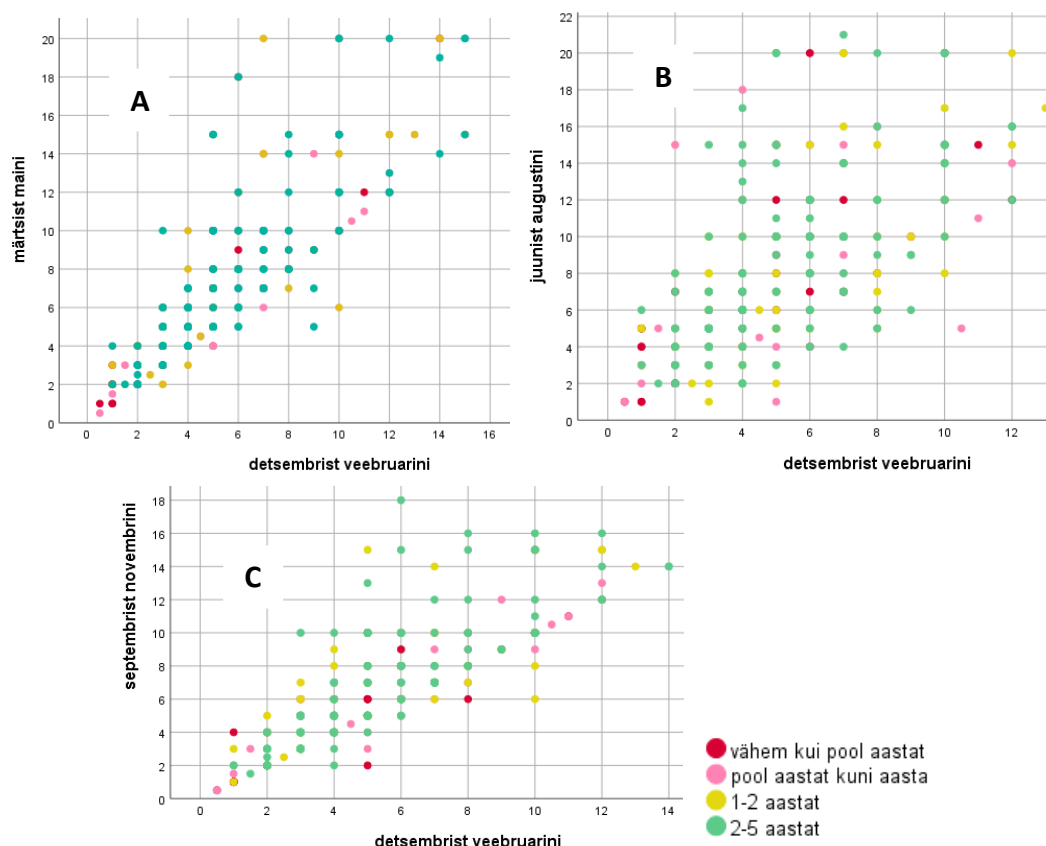 A
märtsist maini
20
18
16
14
12
10
8
6
4
2
0
0 2 4 6 8 10 12 14 16
detsembrist veebruarini
B
juunist augustini
22
20
18
16
14
12
10
8
6
4
2
0
0 2 4 6 8 10 12
detsembrist veebruarini
C
septembrist novembrini
18
16
14
12
10
8
6
4
2
0
0 2 4 6 8 10 12 14
detsembrist veebruarini
vähem kui pool aastat
pool aastat kuni aasta
1-2 aastat
2-5 aastat